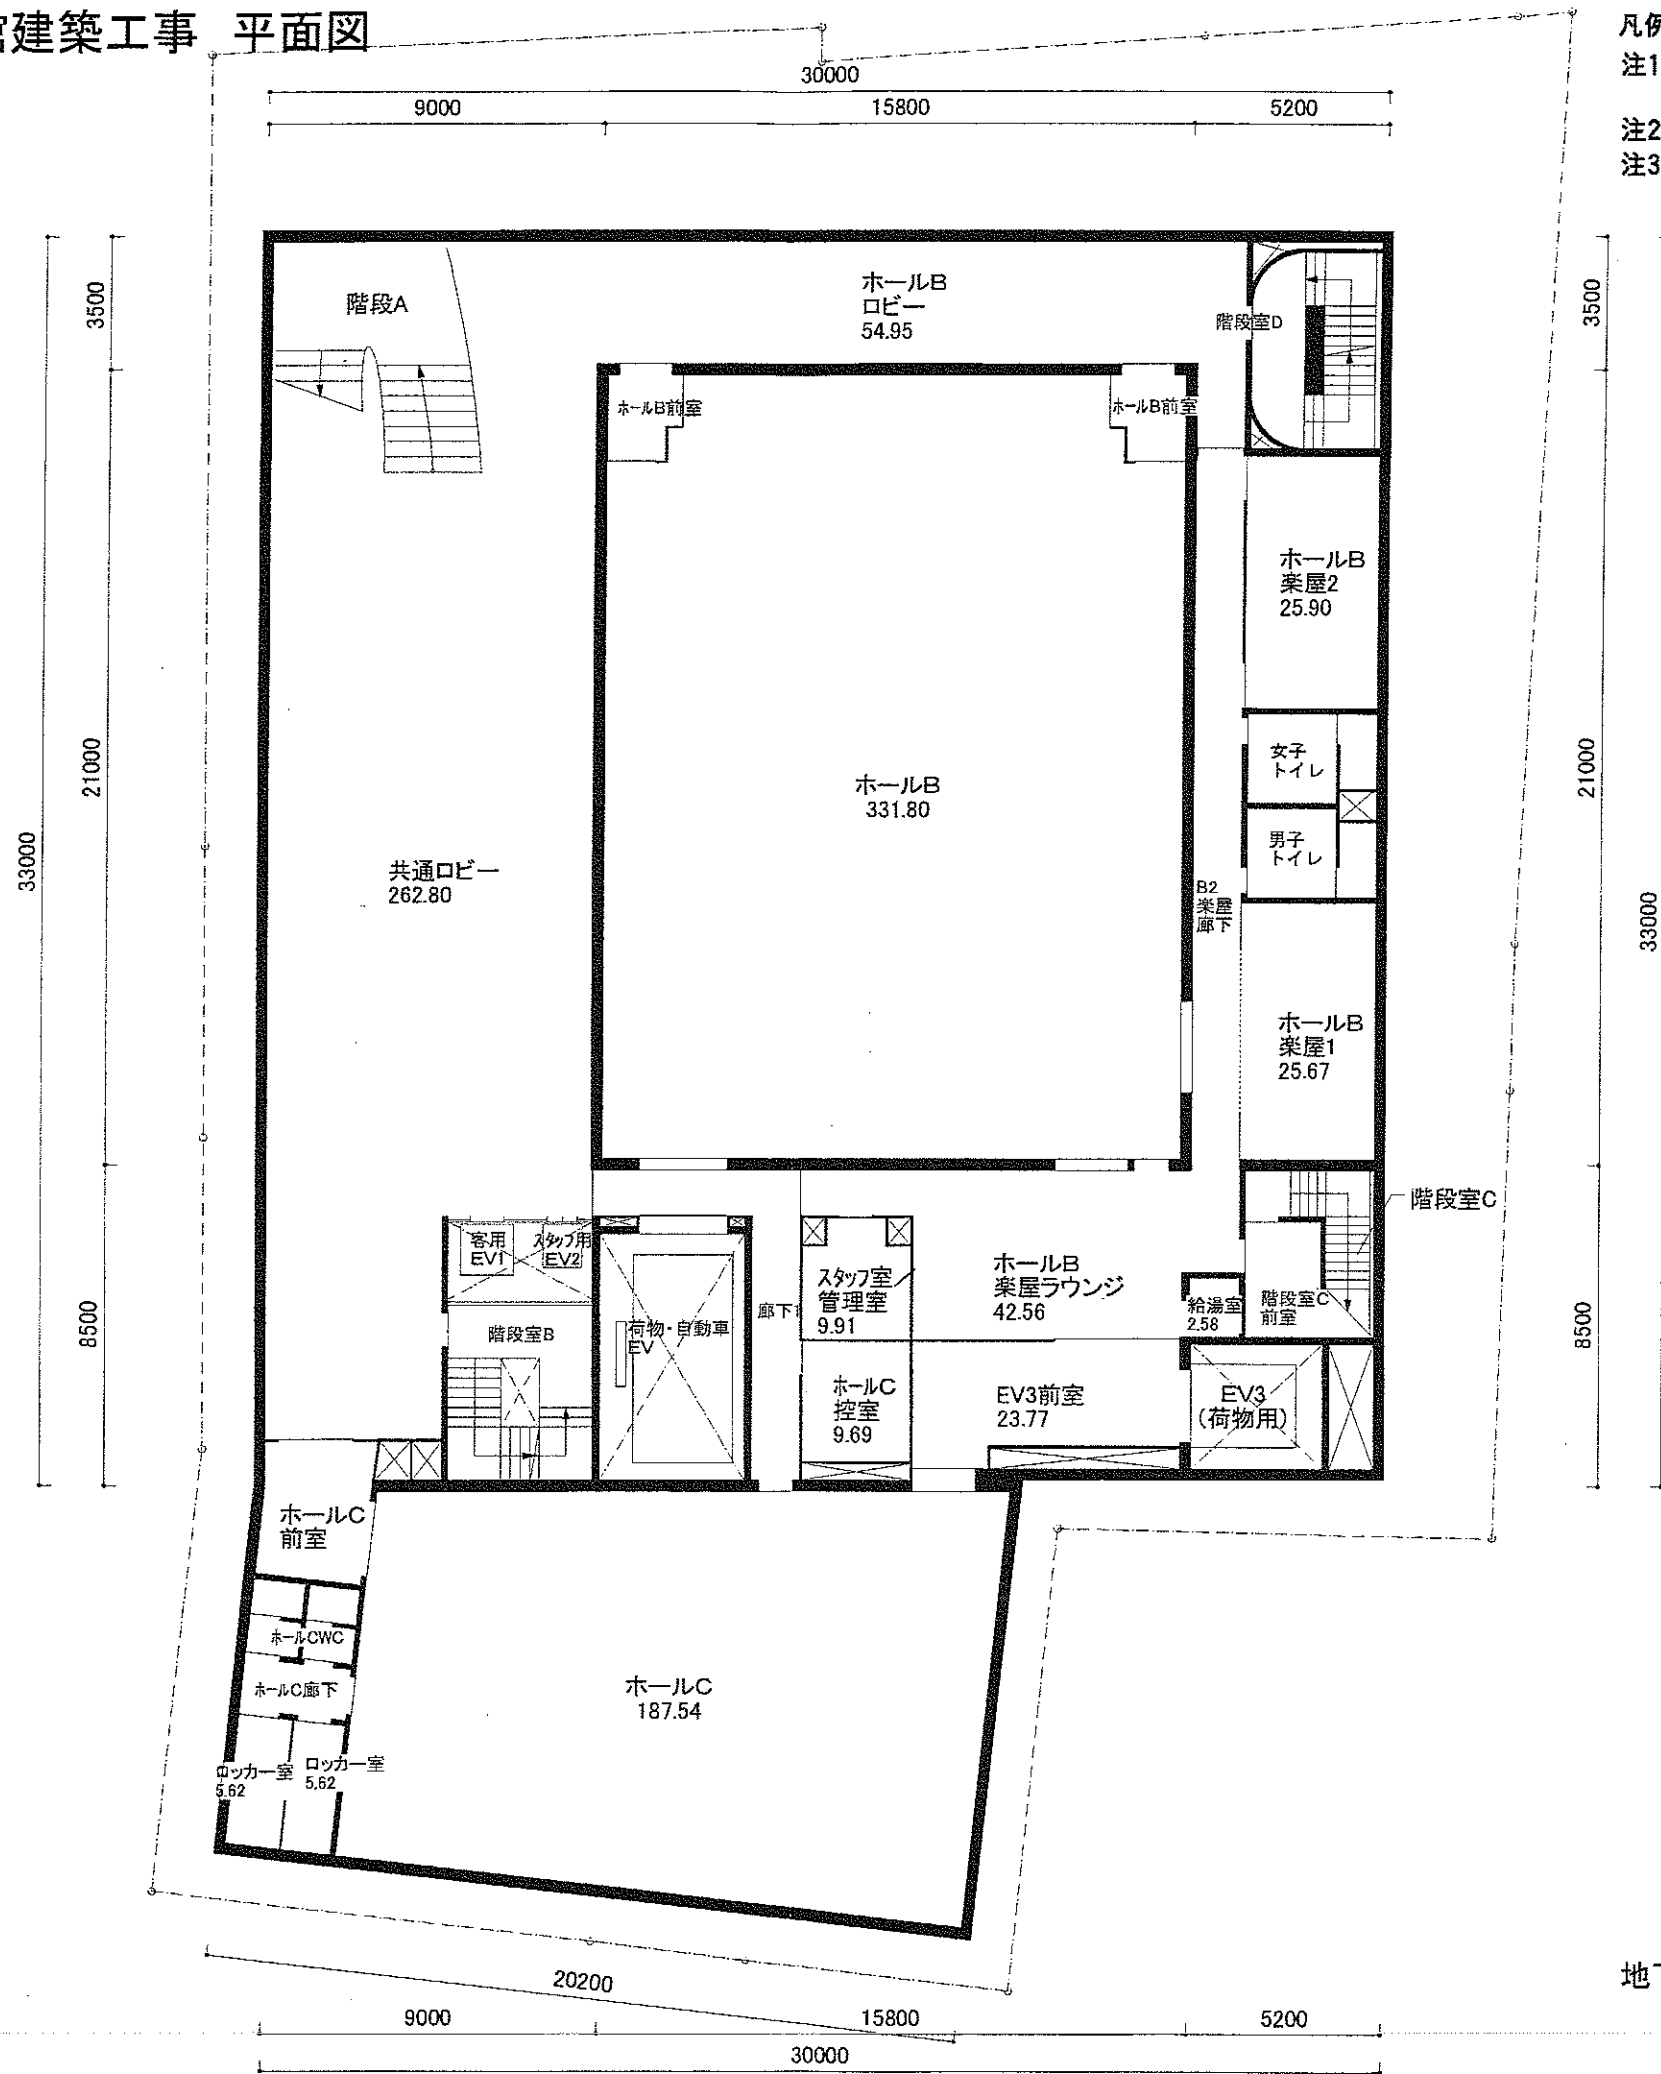 建築工事 平面図
凡例
注1
注2
注3
30000
9000
15800
5200
3500
21000
33000
8500
3500
21000
33000
8500
階段A
ホールB
ロビー
54.95
階段室D
ホールB前室
ホールB前室
ホールB
楽屋2
25.90
女子
トイレ
男子
トイレ
ホールB
331.80
共通ロビー
262.80
B2
楽屋
廊下
ホールB
楽屋1
25.67
階段室C
客用
EV1
スタッフ用
EV2
階段室B
荷物・自動車
EV
廊下
スタッフ室
管理室
9.91
ホールB
楽屋ラウンジ
42.56
給湯室
2.58
階段室C
前室
ホールC
控室
9.69
EV3前室
23.77
EV3
(荷物用)
ホールC
前室
ホールCWC
ホールC廊下
ロッカー室
5.62
ロッカー室
5.62
ホールC
187.54
地
20200
9000
15800
5200
30000